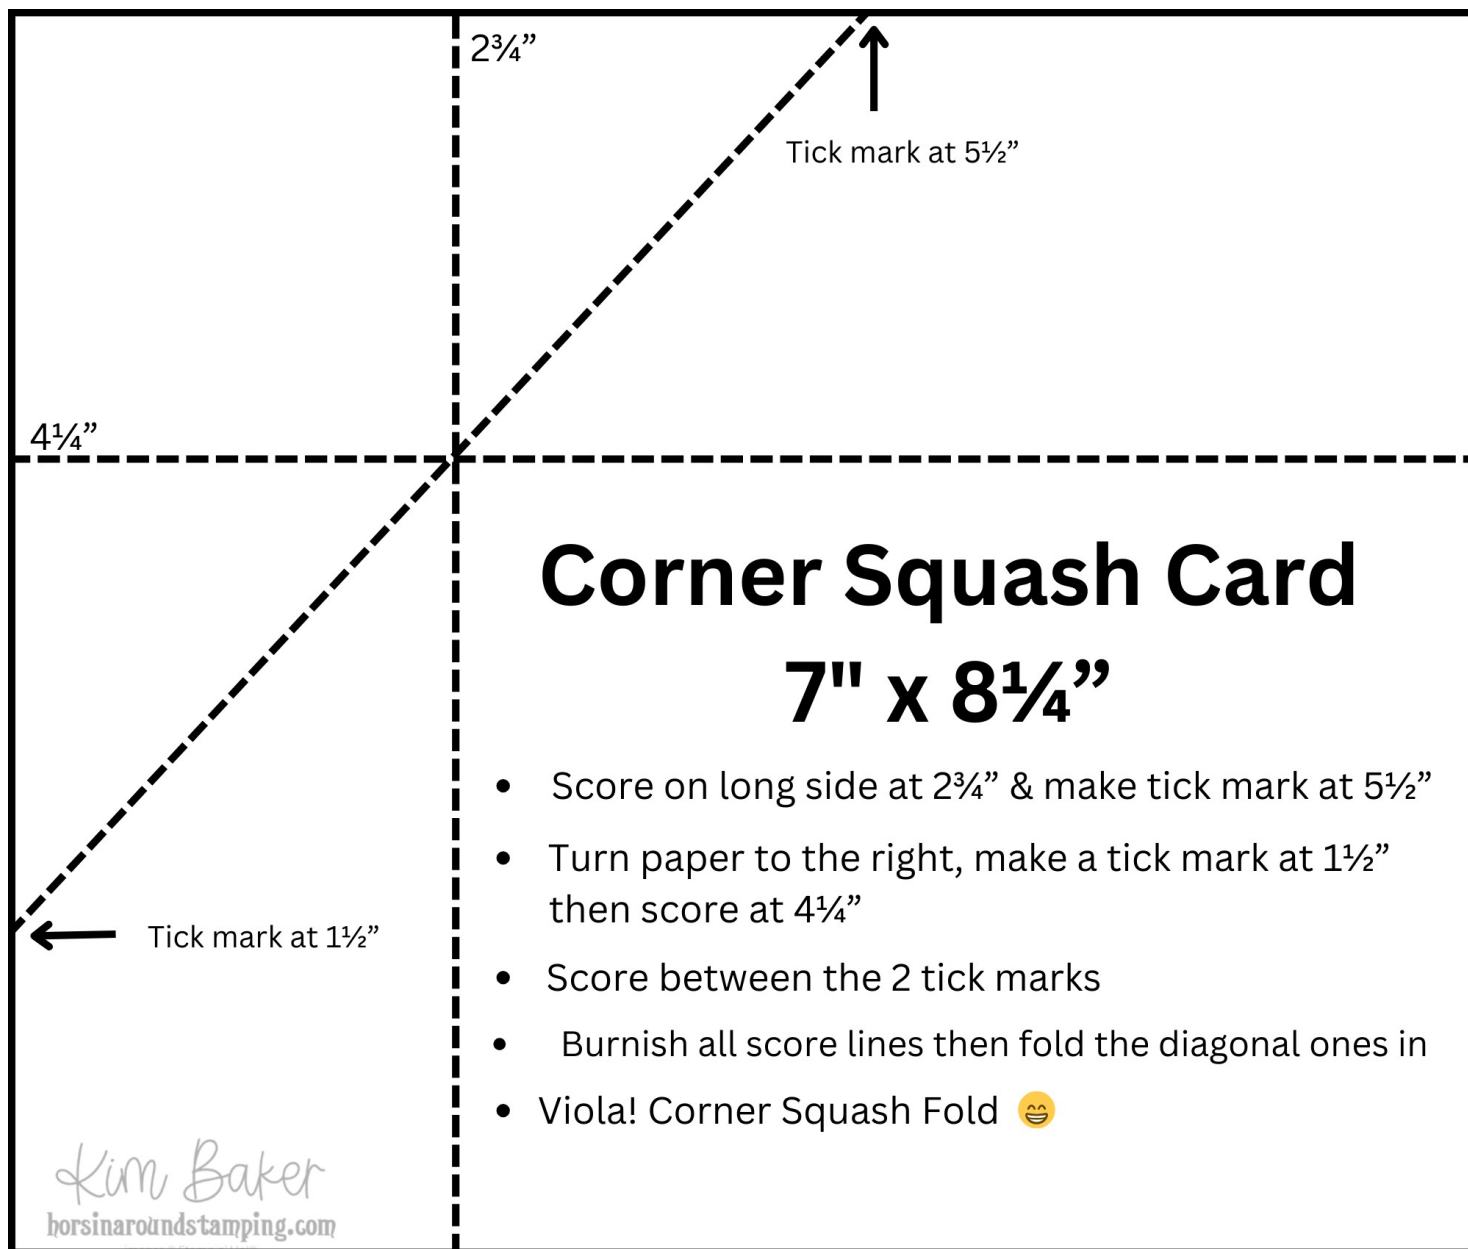 2¾”
Tick mark at 5½”
4¼”
Corner Squash Card
7" x 8¼”
• Score on long side at 2¾” & make tick mark at 5½”
• Turn paper to the right, make a tick mark at 1½”
then score at 4¼”
Tick mark at 1½”
• Score between the 2 tick marks
• Burnish all score lines then fold the diagonal ones in
• Viola! Corner Squash Fold 😁
Kim Baker
horsinaroundstamping.com